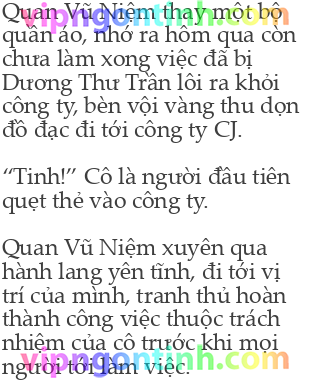 Quan Vũ Niệm thay một bộ
quần áo, nhớ ra hôm qua còn
chưa làm xong việc đã bị
Dương Thư Trần lôi ra khỏi
công ty, bèn vội vàng thu dọn
đồ đạc đi tới công ty CJ.
“Tinh!” Cô là người đầu tiên
quẹt thẻ vào công ty.
Quan Vũ Niệm xuyên qua
hành lang yên tĩnh, đi tới vị
trí của mình, tranh thủ hoàn
thành công việc thuộc trách
nhiệm của cô trước khi mọi
người tới làm việc.
vipngontinh.com
vipngontinh.com